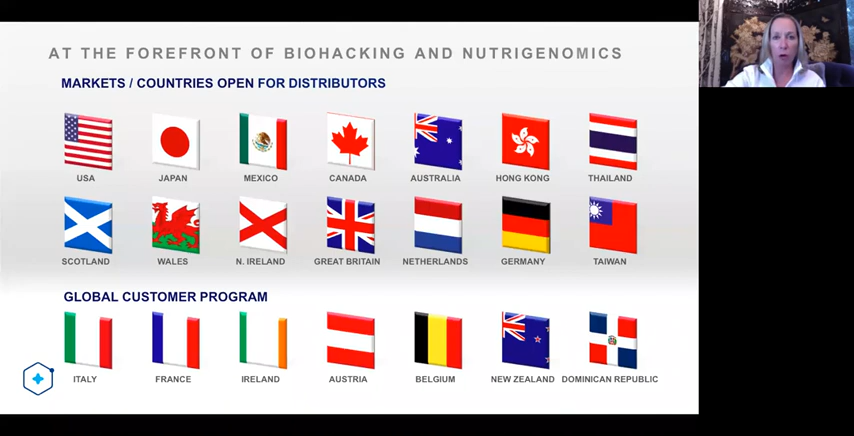 AT THE FOREFRONT OF BIOHACKING AND NUTRIGENOMICS
MARKETS / COUNTRIES OPEN FOR DISTRIBUTORS
USA JAPAN MEXICO CANADA AUSTRALIA HONG KONG THAILAND
SCOTLAND WALES N. IRELAND GREAT BRITAIN NETHERLANDS GERMANY TAIWAN
GLOBAL CUSTOMER PROGRAM
ITALY FRANCE IRELAND AUSTRIA BELGIUM NEW ZEALAND DOMINICAN REPUBLIC